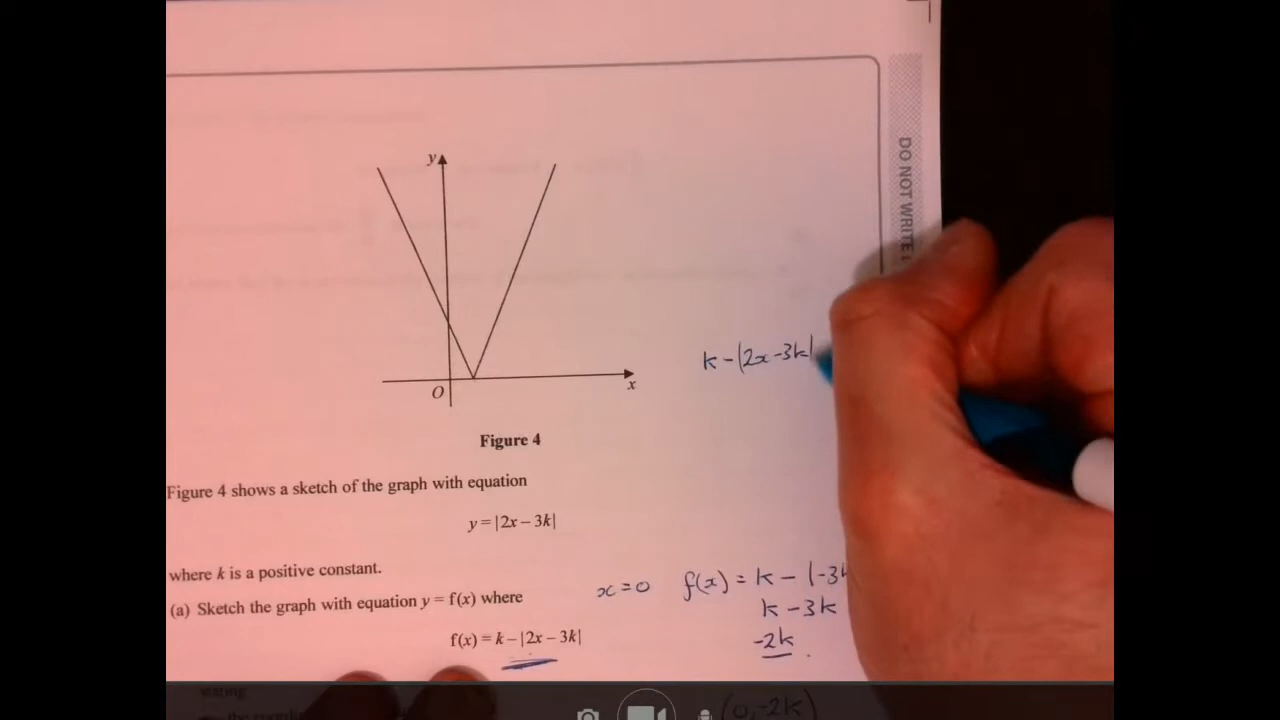 DO NOT WRITE
y
k - |2x - 3k|
O
x
Figure 4
Figure 4 shows a sketch of the graph with equation
y = |2x – 3k|
where k is a positive constant.
x = 0 f(x) = k - |-3k
(a) Sketch the graph with equation y = f(x) where
k - 3k
f(x) = k – |2x – 3k|
-2k
(0, -2k)